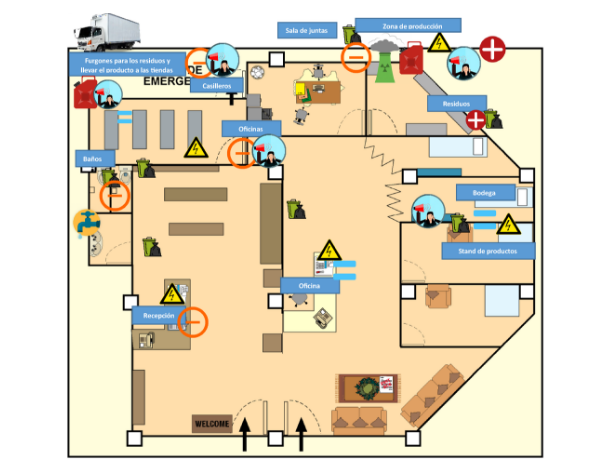 Sala de juntas
Zona de producción
Furgones para los residuos y
llevar el producto a las tiendas
DE
EMERGE
Casilleros
Residuos
Oficinas
Baños
Bodega
Stand de productos
Oficina
Recepción
WELCOME